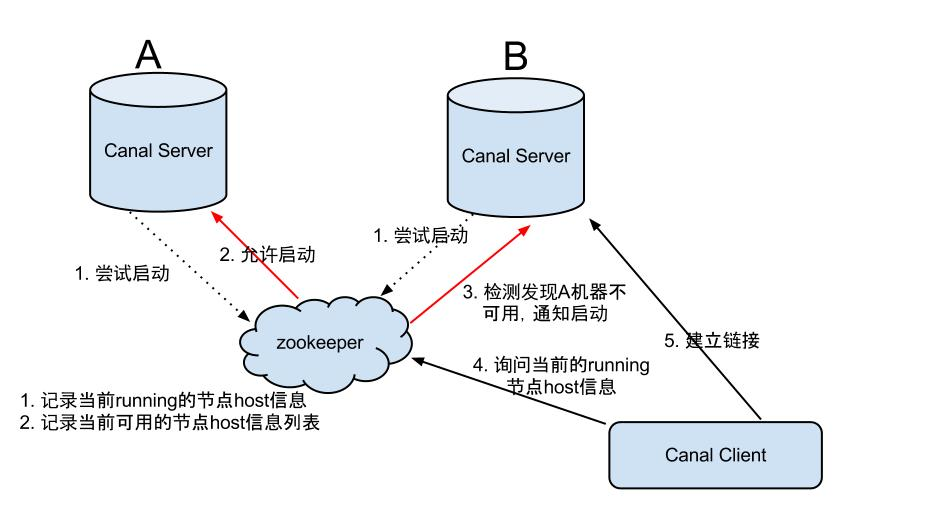 A
B
Canal Server
Canal Server
1. 尝试启动
2. 允许启动
1. 尝试启动
3. 检测发现A机器不
可用，通知启动
zookeeper
4. 询问当前的running
节点host信息
5. 建立链接
1. 记录当前running的节点host信息
2. 记录当前可用的节点host信息列表
Canal Client